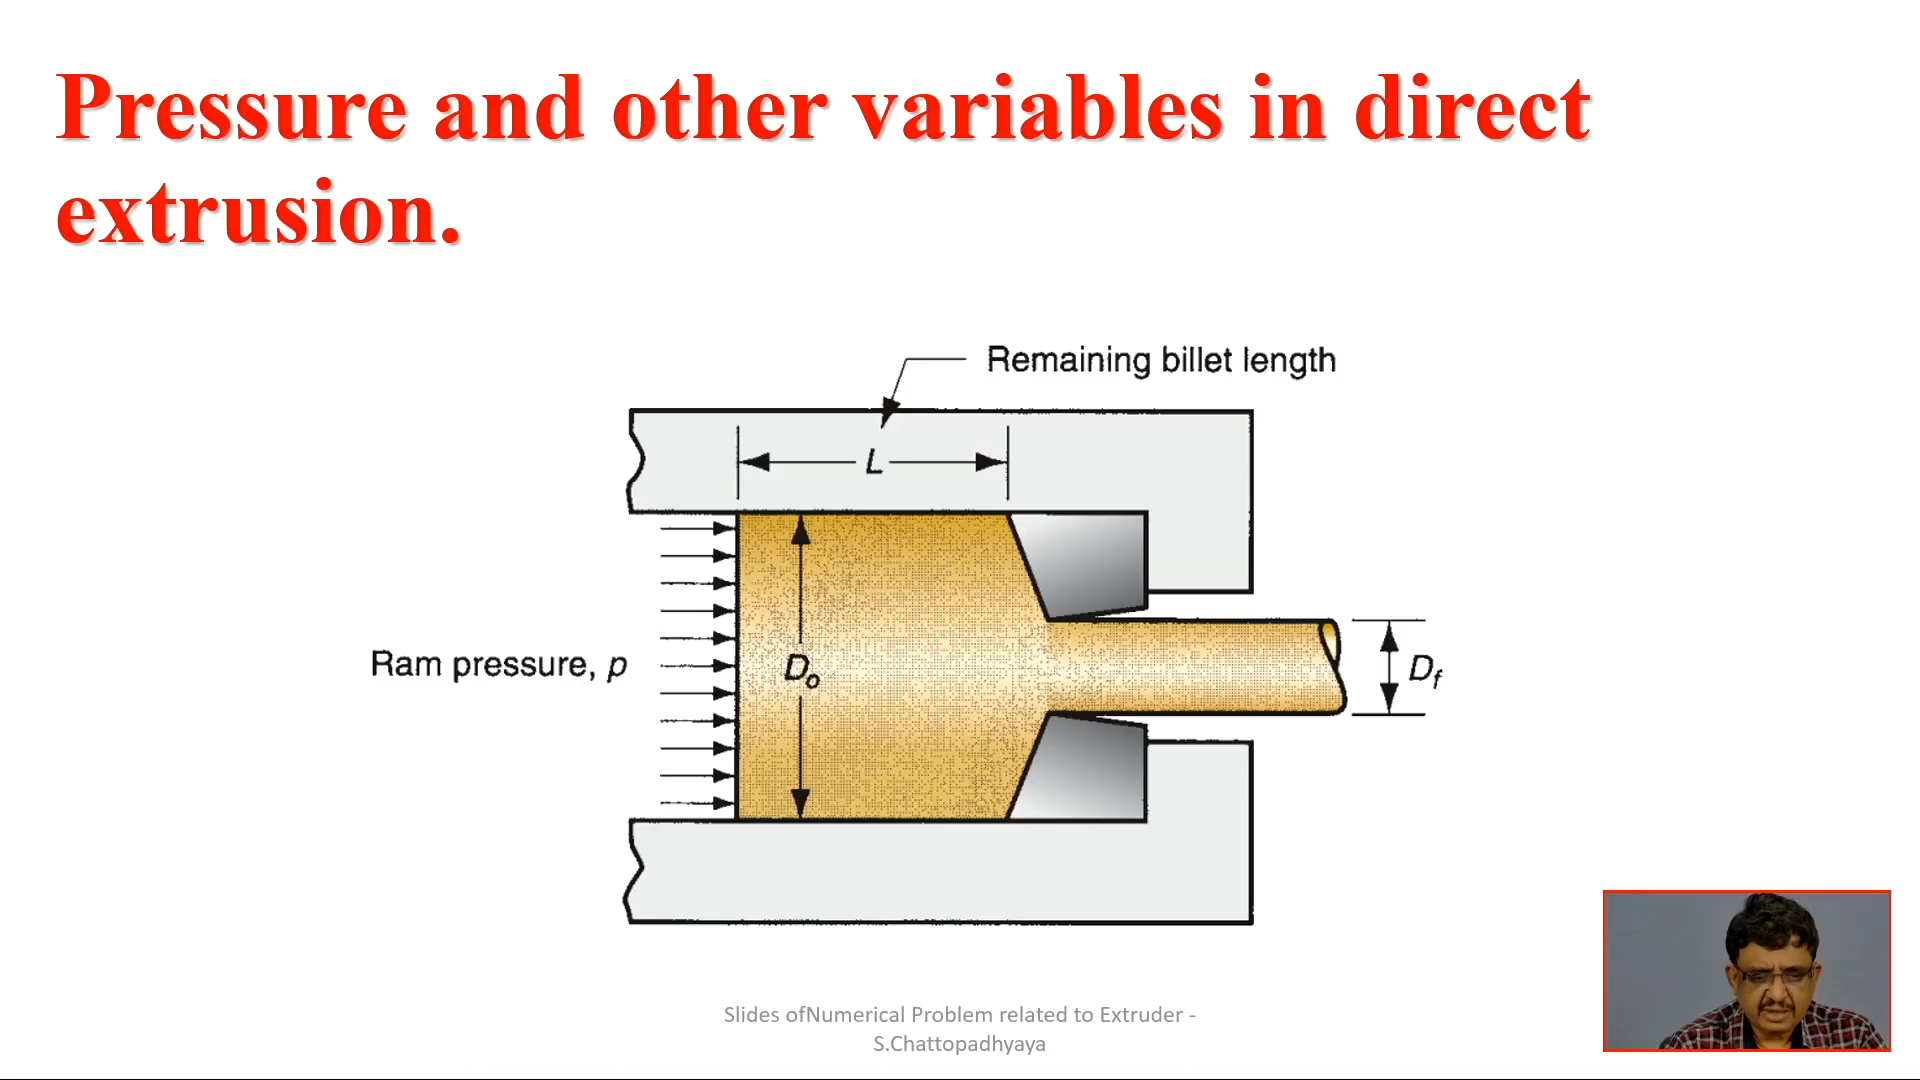 Pressure and other variables in direct
extrusion.
Remaining billet length
L
Ram pressure, p
Do
Df
Slides ofNumerical Problem related to Extruder -
S.Chattopadhyaya